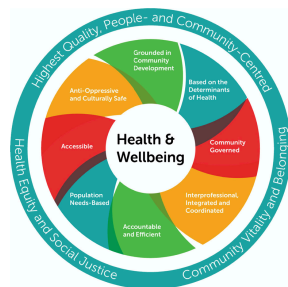 Highest Quality, People- and Community-Centred
Grounded in
Community
Development
Based on the
Determinants
of Health
Community
Governed
Interprofessional,
Integrated and
Coordinated
Accountable
and Efficient
Population
Needs-Based
Accessible
Anti-Oppressive
and Culturally Safe
Health &
Wellbeing
Community Vitality and Belonging
Health Equity and Social Justice